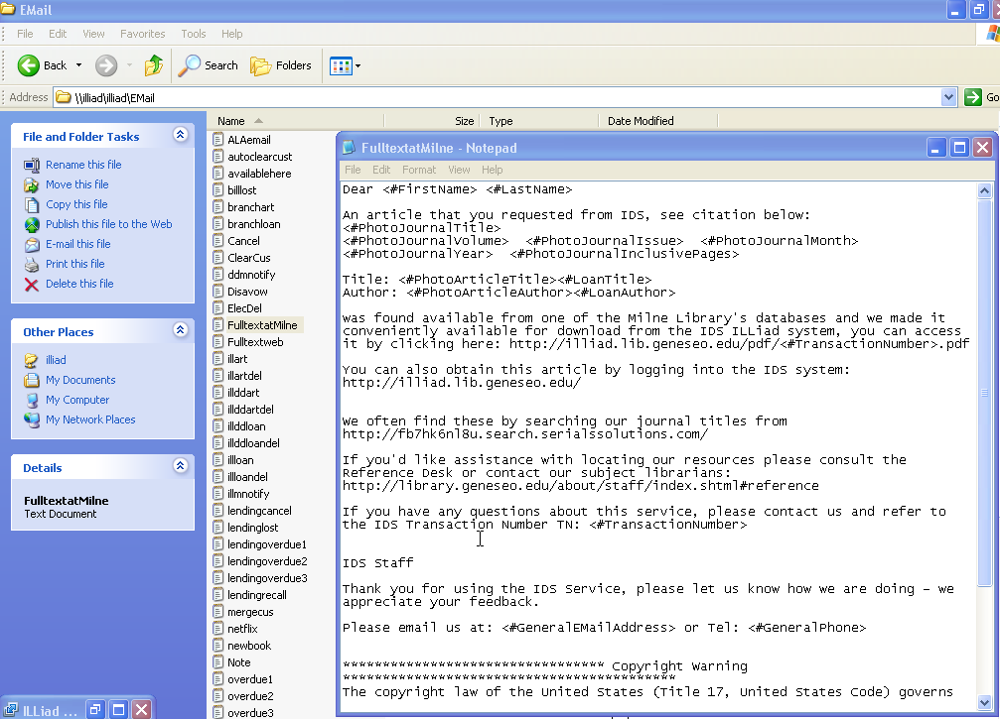 EMail
File Edit View Favorites Tools Help
Back Search Folders
Address \\illiad\illiad\EMail Go
File and Folder Tasks
Rename this file
Move this file
Copy this file
Publish this file to the Web
E-mail this file
Print this file
Delete this file
Other Places
illiad
My Documents
My Computer
My Network Places
Details
FulltextatMilne
Text Document
Name Size Type Date Modified
ALAemail
autoclearcust
availablehere
billlost
branchart
branchloan
Cancel
ClearCus
ddmnotify
Disavow
ElecDel
FulltextatMilne
Fulltextweb
illart
illartdel
illddart
illddartdel
illddloan
illddloandel
illloan
illloandel
illmnotify
lendingcancel
lendinglost
lendingoverdue1
lendingoverdue2
lendingoverdue3
lendingrecall
mergecus
netflix
newbook
Note
overdue1
overdue2
overdue3
FulltextatMilne - Notepad
File Edit Format View Help
Dear <#FirstName> <#LastName>
An article that you requested from IDS, see citation below:
<#PhotoJournalTitle>
<#PhotoJournalVolume> <#PhotoJournalIssue> <#PhotoJournalMonth>
<#PhotoJournalYear> <#PhotoJournalInclusivePages>
Title: <#PhotoArticleTitle><#LoanTitle>
Author: <#PhotoArticleAuthor><#LoanAuthor>
was found available from one of the Milne Library's databases and we made it
conveniently available for download from the IDS ILLiad system, you can access
it by clicking here: http://illiad.lib.geneseo.edu/pdf/<#TransactionNumber>.pdf
You can also obtain this article by logging into the IDS system:
http://illiad.lib.geneseo.edu/
We often find these by searching our journal titles from
http://fb7hk6nl8u.search.serialssolutions.com/
If you'd like assistance with locating our resources please consult the
Reference Desk or contact our subject librarians:
http://library.geneseo.edu/about/staff/index.shtml#reference
If you have any questions about this service, please contact us and refer to
the IDS Transaction Number TN: <#TransactionNumber>
IDS Staff
Thank you for using the IDS Service, please let us know how we are doing - we
appreciate your feedback.
Please email us at: <#GeneralEMailAddress> or Tel: <#GeneralPhone>
********************************* Copyright Warning
******************************************
The copyright law of the United States (Title 17, United States Code) governs
ILLiad ...